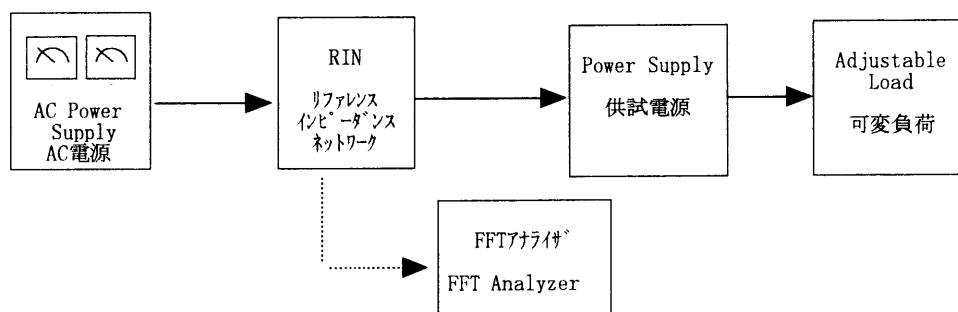 AC Power
Supply
AC電源
RIN
リファレンス
インピーダンス
ネットワーク
Power Supply
供試電源
Adjustable
Load
可変負荷
FFTアナライザ
FFT Analyzer